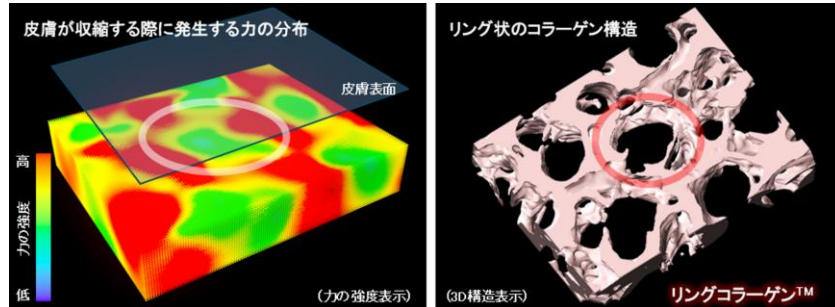 皮膚が収縮する際に発生する力の分布
皮膚表面
高
力の強度
低
(力の強度表示)
リング状のコラーゲン構造
(3D構造表示)
リングコラーゲン™